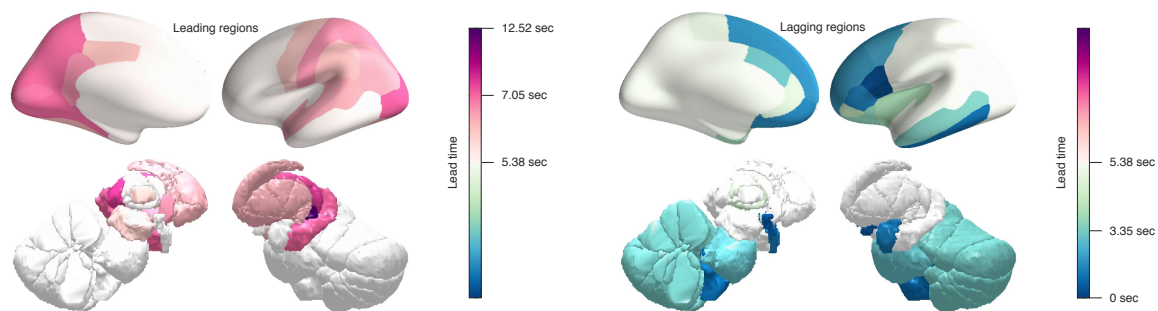 Leading regions
12.52 sec
7.05 sec
5.38 sec
Lead time
Lagging regions
5.38 sec
3.35 sec
0 sec
Lead time